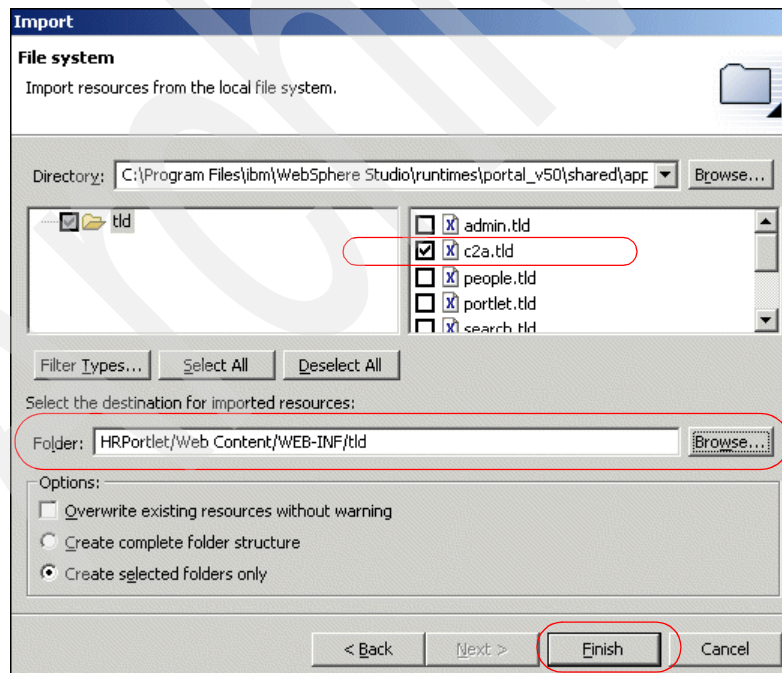 Import
File system
Import resources from the local file system.
Directory: C:\Program Files\ibm\WebSphere Studio\runtimes\portal_v50\shared\app Browse...
tld
admin.tld
c2a.tld
people.tld
portlet.tld
search.tld
Filter Types... Select All Deselect All
Select the destination for imported resources:
Folder: HRPortlet/Web Content/WEB-INF/tld Browse...
Options:
Overwrite existing resources without warning
Create complete folder structure
Create selected folders only
< Back Next > Finish Cancel